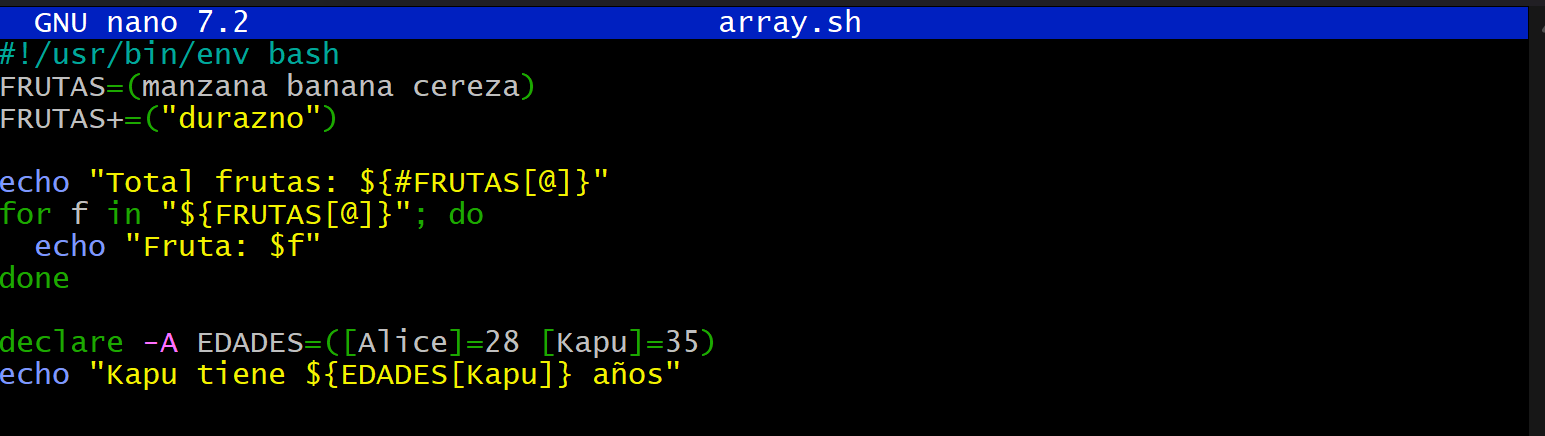 GNU nano 7.2 array.sh
#!/usr/bin/env bash
FRUTAS=(manzana banana cereza)
FRUTAS+=("durazno")
echo "Total frutas: ${#FRUTAS[@]}"
for f in "${FRUTAS[@]}"; do
  echo "Fruta: $f"
done
declare -A EDADES=([Alice]=28 [Kapu]=35)
echo "Kapu tiene ${EDADES[Kapu]} años"